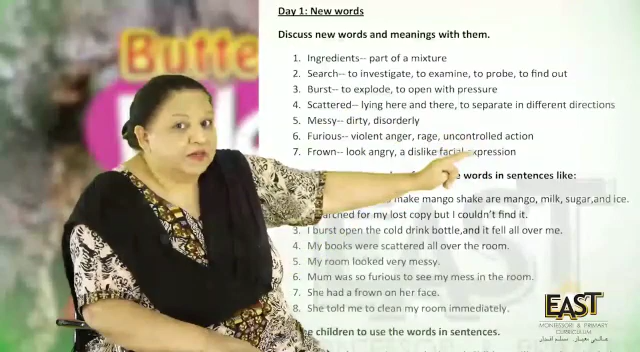 Butte
Day 1: New words
Discuss new words and meanings with them.
1. Ingredients-- part of a mixture
2. Search-- to investigate, to examine, to probe, to find out
3. Burst-- to explode, to open with pressure
4. Scattered-- lying here and there, to separate in different directions
5. Messy-- dirty, disorderly
6. Furious-- violent anger, rage, uncontrolled action
7. Frown-- look angry, a dislike facial expression
words in sentences like:
make mango shake are mango, milk, sugar,and ice.
for my lost copy but I couldn't find it.
3. I burst open the cold drink bottle,and it fell all over me.
4. My books were scattered all over the room.
5. My room looked very messy.
6. Mum was so furious to see my mess in the room.
7. She had a frown on her face.
8. She told me to clean my room immediately.
children to use the words in sentences.
EAST
MONTESSORI & PRIMARY
CURRICULUM